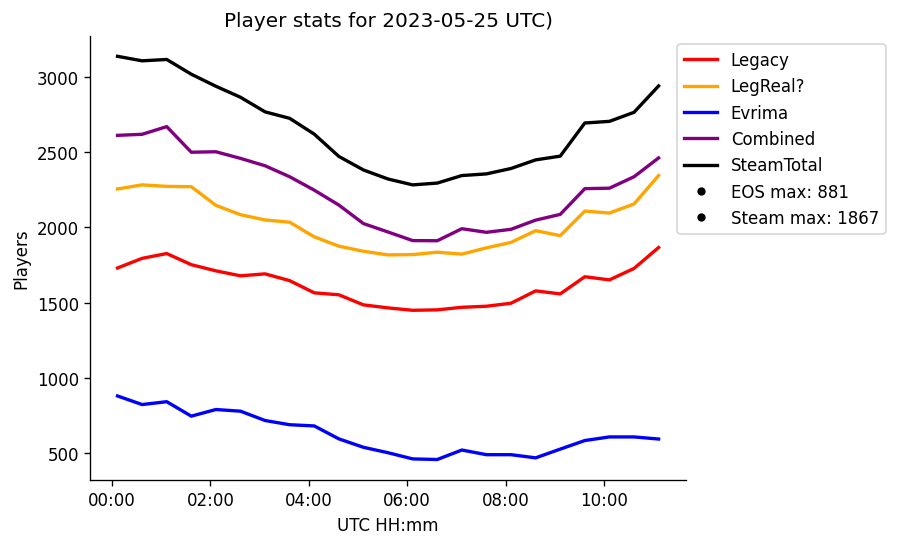 Player stats for 2023-05-25 UTC)
Legacy
LegReal?
Evrima
Combined
SteamTotal
EOS max: 881
Steam max: 1867
Players
3000
2500
2000
1500
1000
500
00:00 02:00 04:00 06:00 08:00 10:00
UTC HH:mm